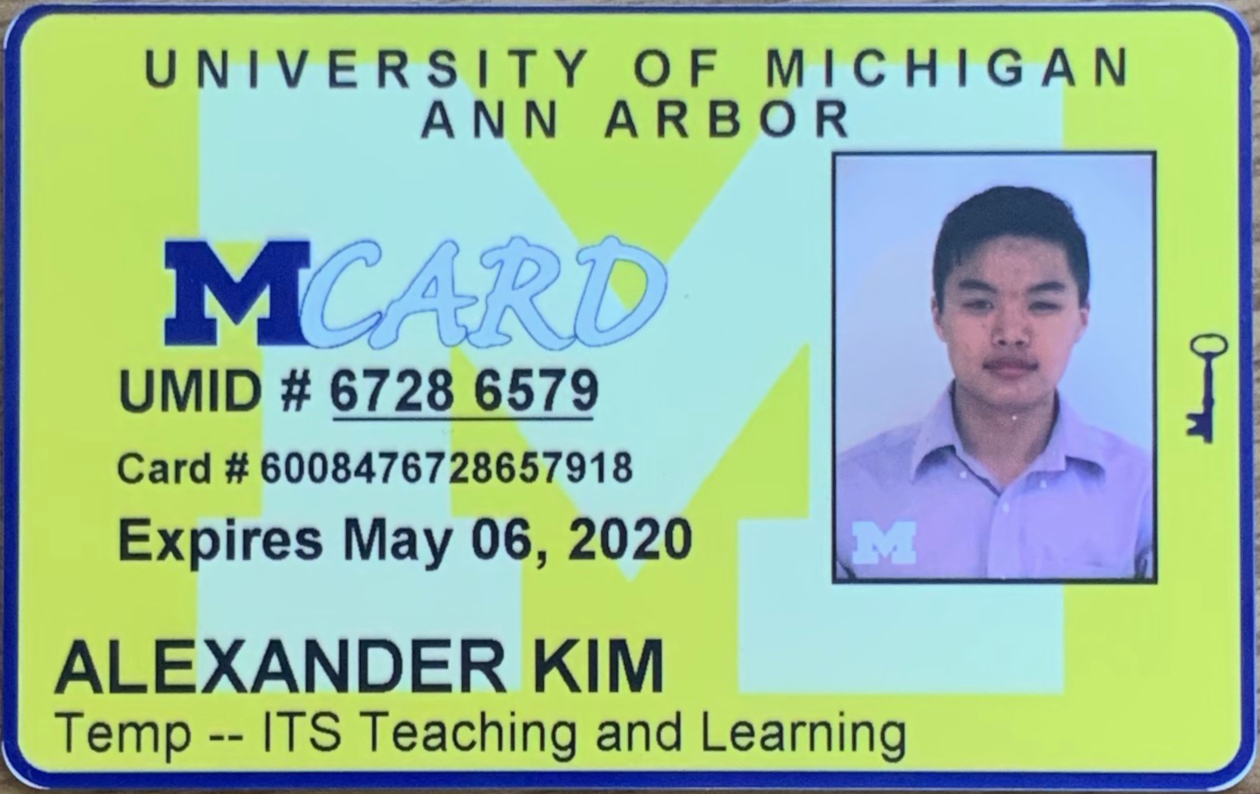 UNIVERSITY OF MICHIGAN
ANN ARBOR
MCARD
UMID # 6728 6579
Card # 6008476728657918
Expires May 06, 2020
M
ALEXANDER KIM
Temp -- ITS Teaching and Learning